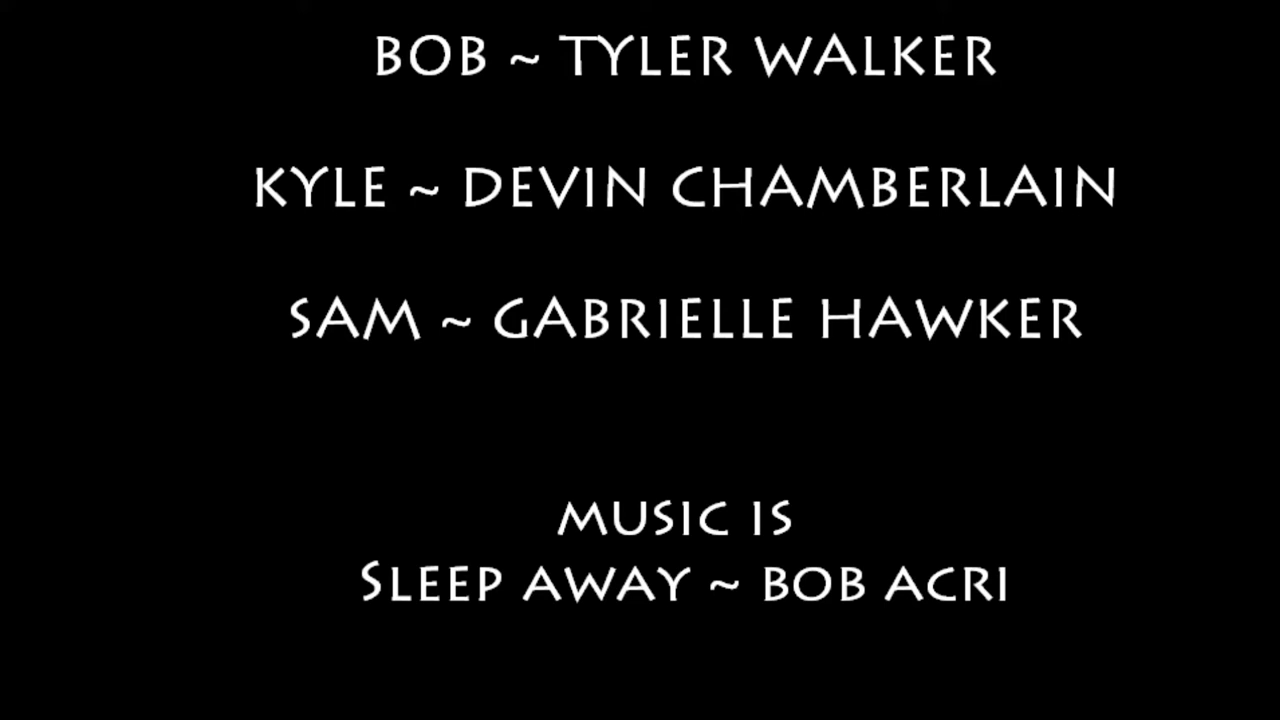 BOB ~ TYLER WALKER
KYLE ~ DEVIN CHAMBERLAIN
SAM ~ GABRIELLE HAWKER
MUSIC IS
SLEEP AWAY ~ BOB ACRI